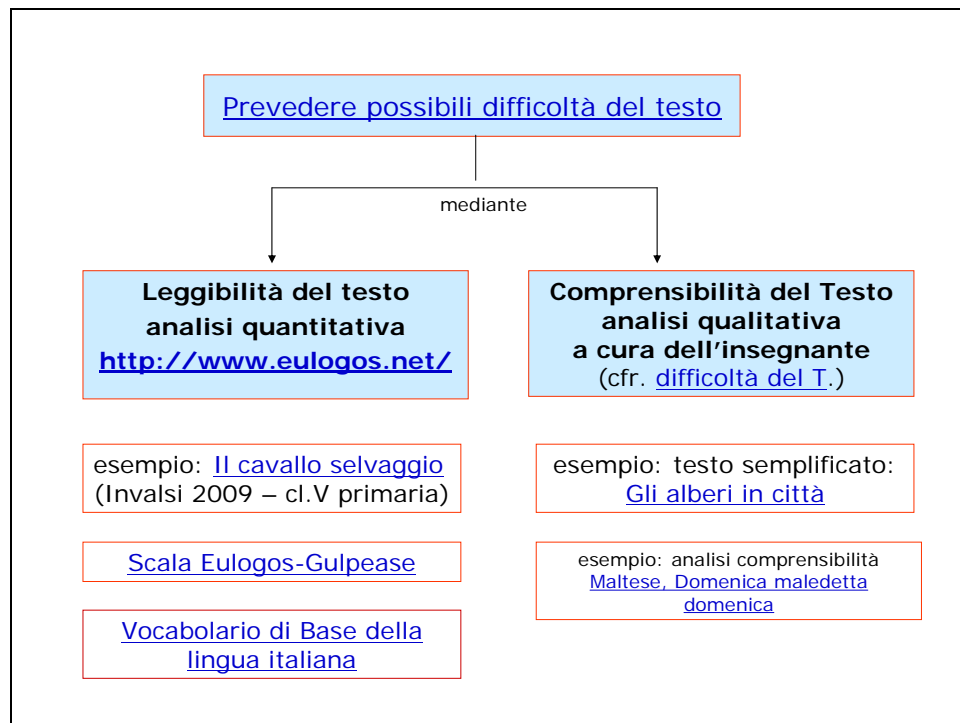 Prevedere possibili difficoltà del testo
mediante
Leggibilità del testo
analisi quantitativa
http://www.eulogos.net/
Comprensibilità del Testo
analisi qualitativa
a cura dell'insegnante
(cfr. difficoltà del T.)
esempio: Il cavallo selvaggio
(Invalsi 2009 – cl.V primaria)
Scala Eulogos-Gulpease
Vocabolario di Base della
lingua italiana
esempio: testo semplificato:
Gli alberi in città
esempio: analisi comprensibilità
Maltese, Domenica maledetta
domenica